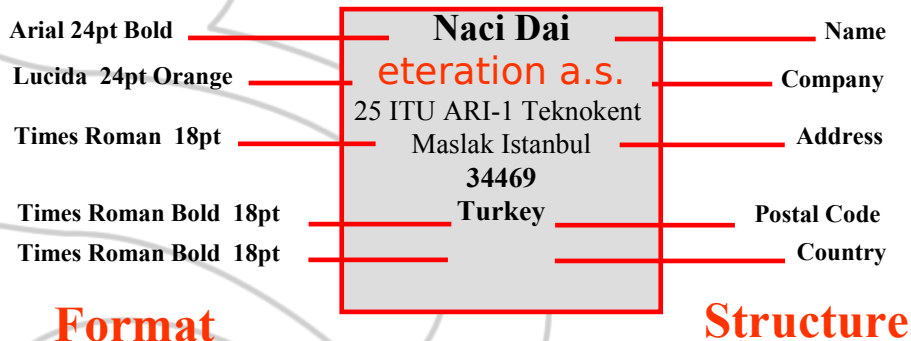 Arial 24pt Bold
Naci Dai
Name
Lucida 24pt Orange
eteration a.s.
Company
25 ITU ARI-1 Teknokent
Times Roman 18pt
Maslak Istanbul
Address
34469
Times Roman Bold 18pt
Turkey
Postal Code
Times Roman Bold 18pt
Country
Format
Structure